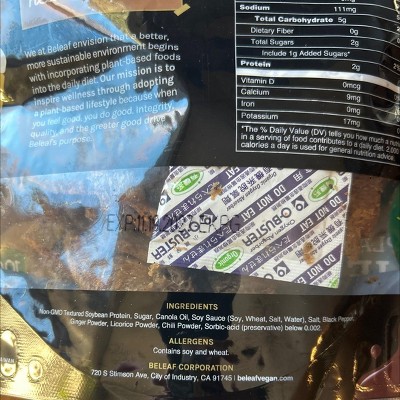 Sodium 111mg
Total Carbohydrate 5g
Dietary Fiber 0g
Total Sugars 2g
Include 1g Added Sugars*
Protein 2g
Vitamin D 0mcg
Calcium 9mg
Iron 0mg
Potassium 17mg
*The % Daily Value (DV) tells you how much a
in a serving of food contributes to a daily diet. 2,000
calories a day is used for general nutrition advice.
we at Beleaf envision that a better,
more sustainable environment begins
with incorporating plant-based foods
into the daily diet. Our mission is to
inspire wellness through adopting
a plant-based lifestyle because when
you feel good, you do good. integrity,
quality, and the greater good drive
Beleaf's purpose.
DO NOT EAT
O-BUSTER
Organic
INGREDIENTS
Non-GMO Textured Soybean Protein, Sugar, Canola Oil, Soy Sauce (Soy, Wheat, Salt, Water), Salt, Black Pepper,
Ginger Powder, Licorice Powder, Chili Powder, Sorbic-acid (preservative) below 0.002.
ALLERGENS
Contains soy and wheat.
BELEAF CORPORATION
720 S Stimson Ave, City of Industry, CA 91745 | beleafvegan.com